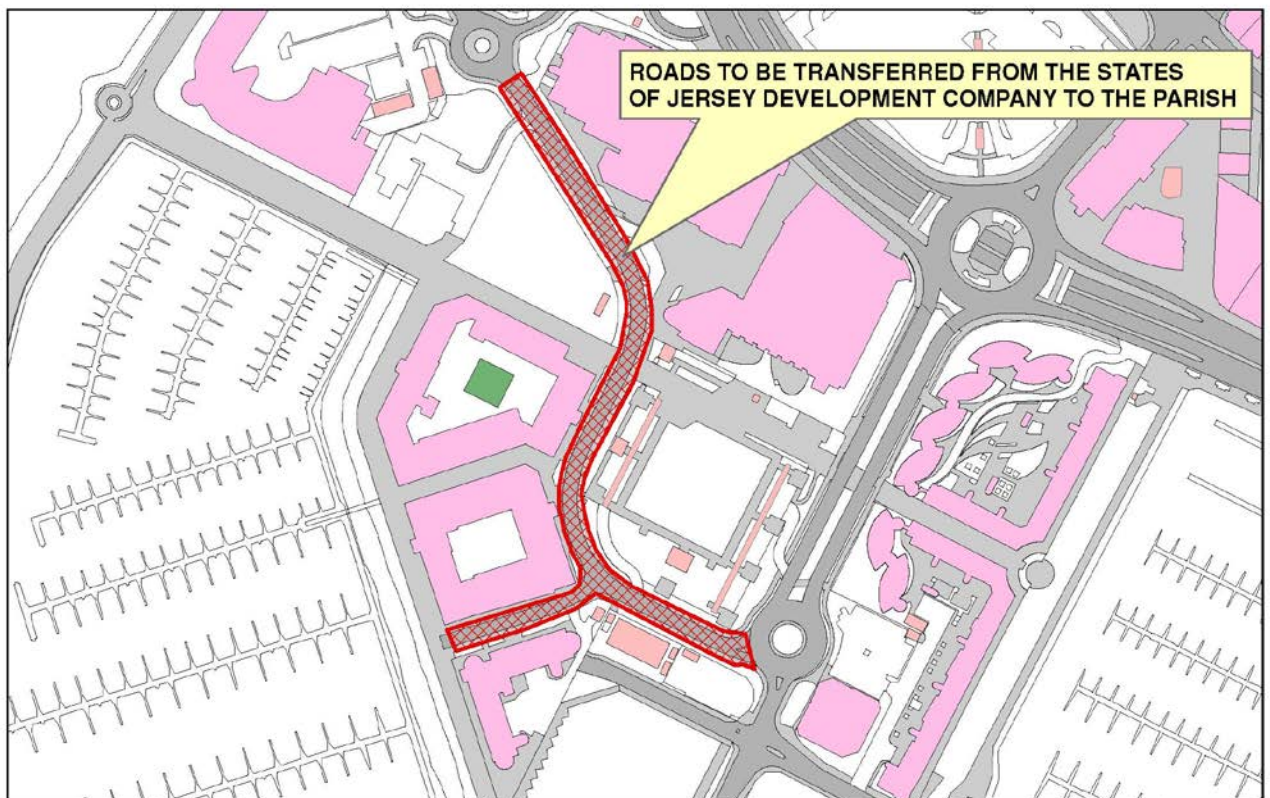 ROADS TO BE TRANSFERRED FROM THE STATES
OF JERSEY DEVELOPMENT COMPANY TO THE PARISH